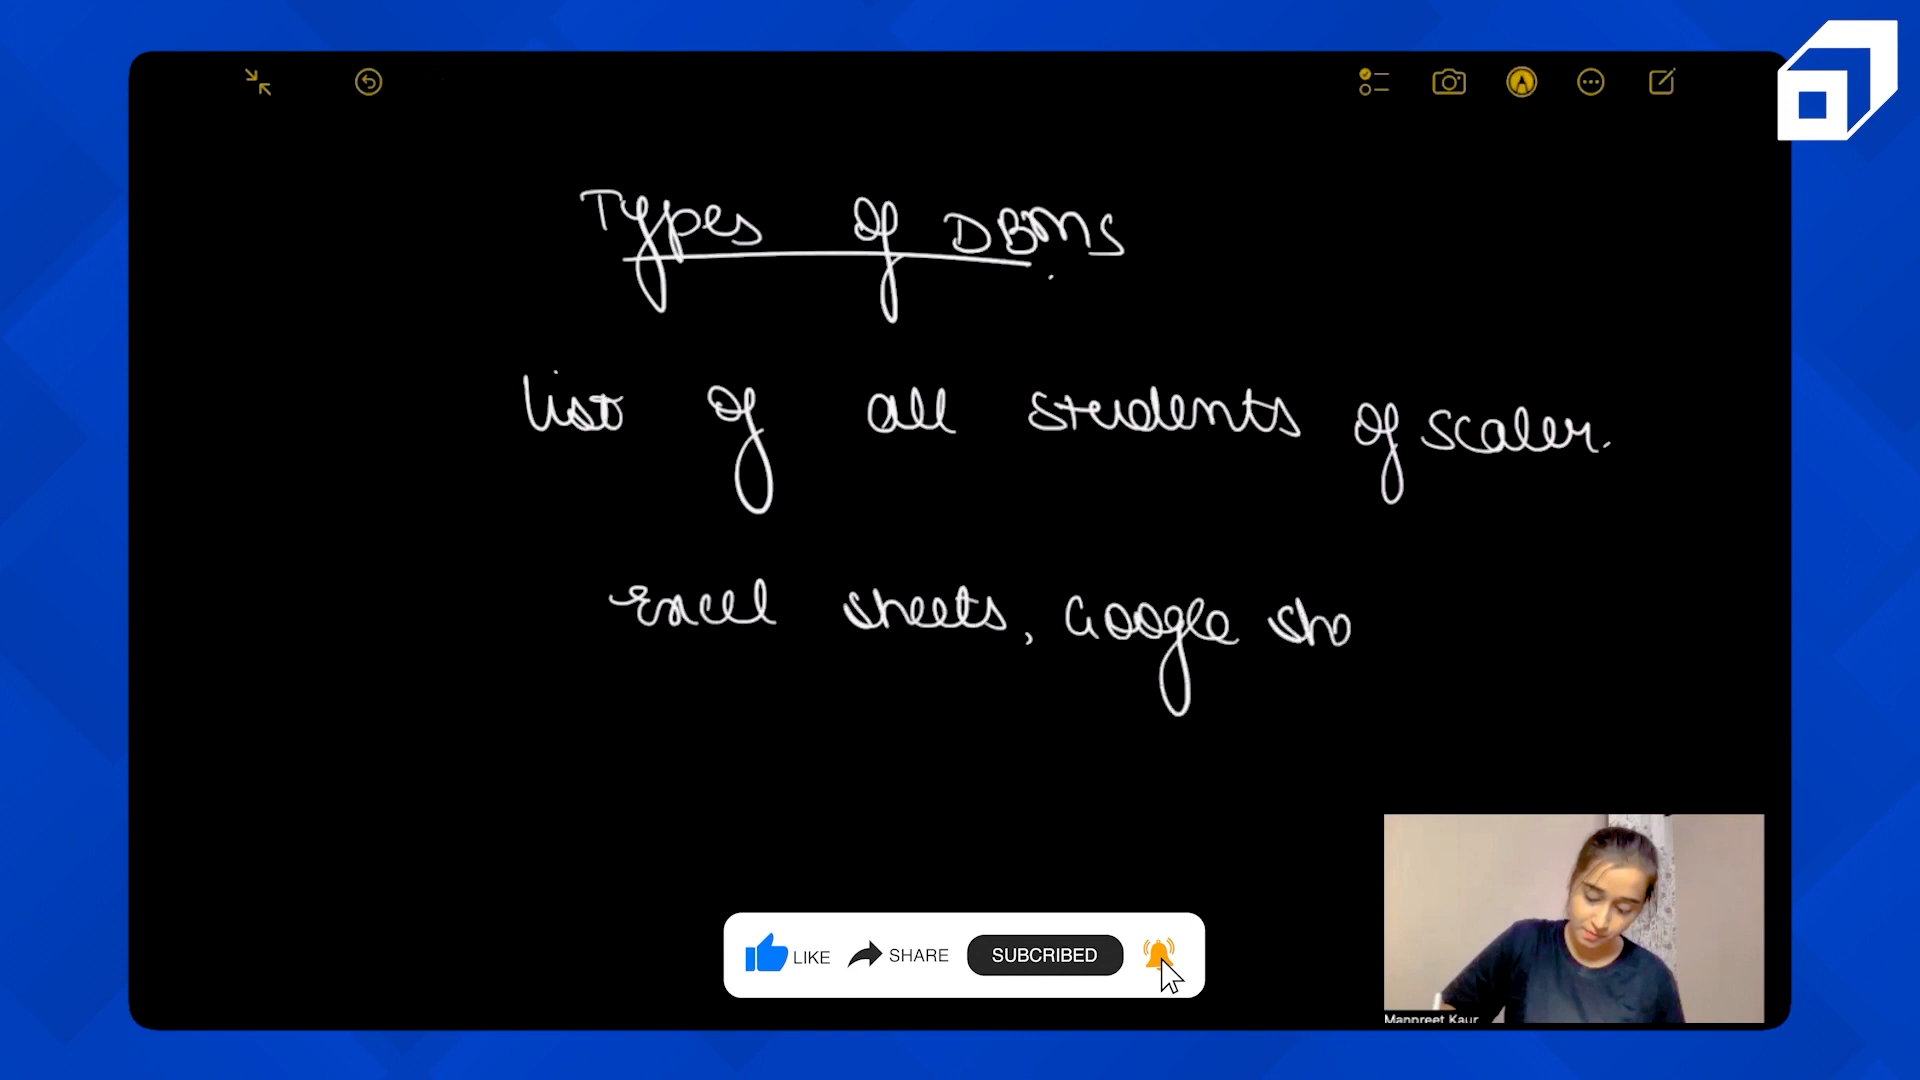 Types of DBMS
list of all students of scaler.
Excel sheets, Google sho
LIKE SHARE SUBCRIBED
Manpreet Kaur